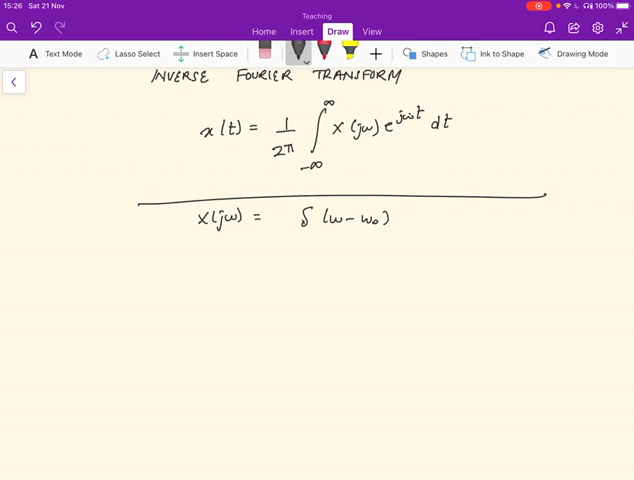 15:26 Sat 21 Nov 100%
Teaching
Home Insert Draw View
A Text Mode Lasso Select Insert Space Shapes Ink to Shape Drawing Mode
INVERSE FOURIER TRANSFORM
x(t) = 1/2π ∫_{-∞}^{∞} X(jω) e^{jωt} dt
X(jω) = δ(ω - ω₀)